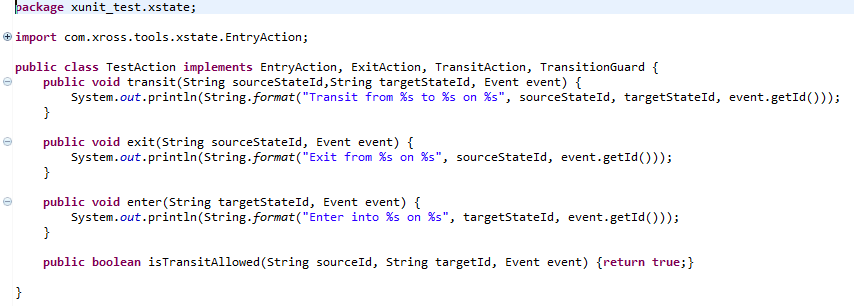 package xunit_test.xstate;
import com.xross.tools.xstate.EntryAction;
public class TestAction implements EntryAction, ExitAction, TransitAction, TransitionGuard {
    public void transit(String sourceStateId,String targetStateId, Event event) {
        System.out.println(String.format("Transit from %s to %s on %s", sourceStateId, targetStateId, event.getId()));
    }
    public void exit(String sourceStateId, Event event) {
        System.out.println(String.format("Exit from %s on %s", sourceStateId, event.getId()));
    }
    public void enter(String targetStateId, Event event) {
        System.out.println(String.format("Enter into %s on %s", targetStateId, event.getId()));
    }
    public boolean isTransitAllowed(String sourceId, String targetId, Event event) {return true;}
}